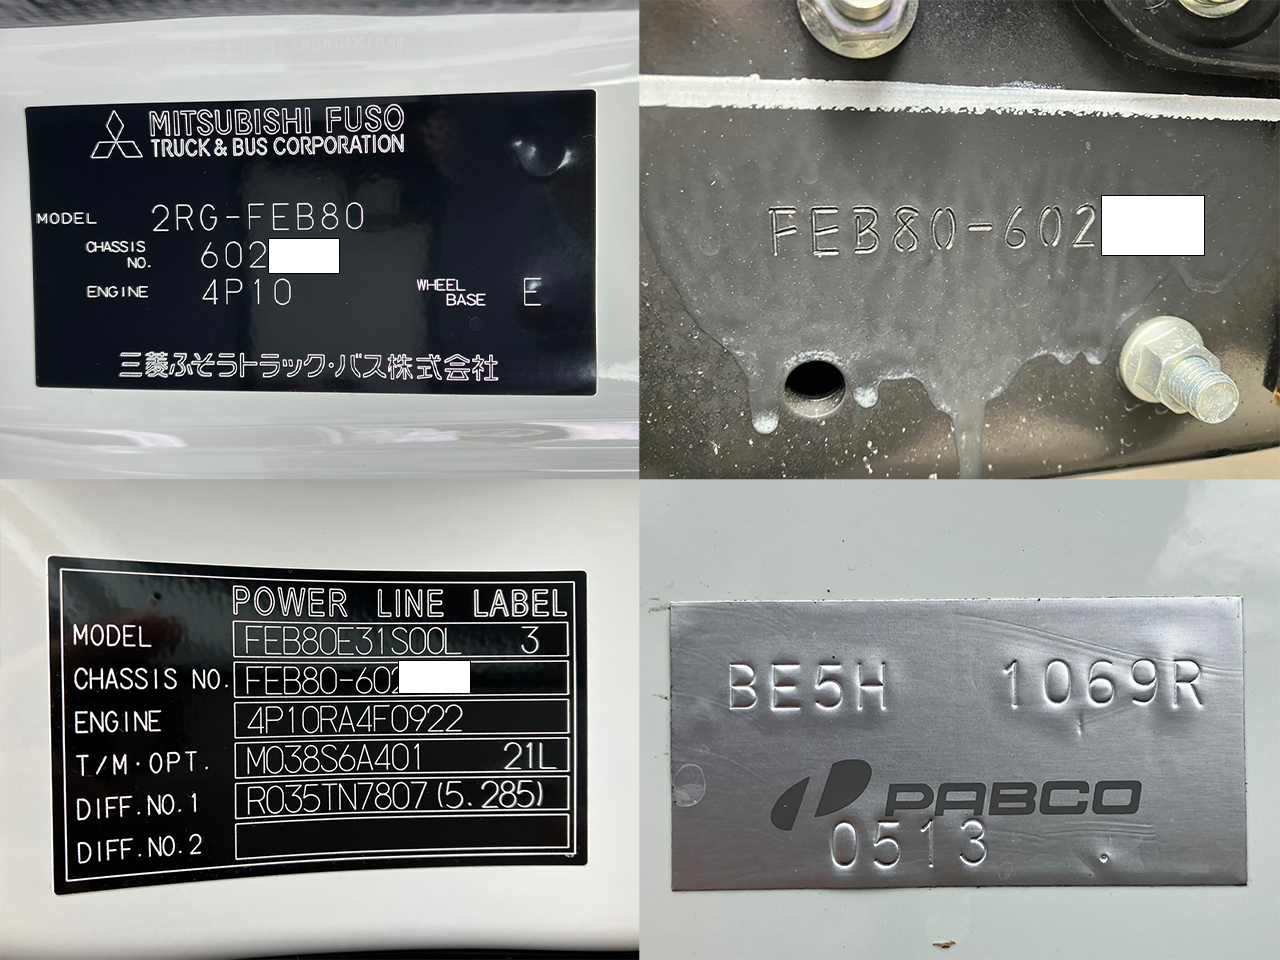 MITSUBISHI FUSO
TRUCK & BUS CORPORATION
MODEL 2RG-FEB80
CHASSIS NO. 602
ENGINE 4P10 WHEEL BASE E
三菱ふそうトラック・バス株式会社
FEB80-602
POWER LINE LABEL
MODEL FEB80E31S00L 3
CHASSIS NO. FEB80-602
ENGINE 4P10RA4F0922
T/M·OPT. M038S6A401 21L
DIFF.NO.1 R035TN7807(5.285)
DIFF.NO.2
BE5H 1069R
PABCO
0513